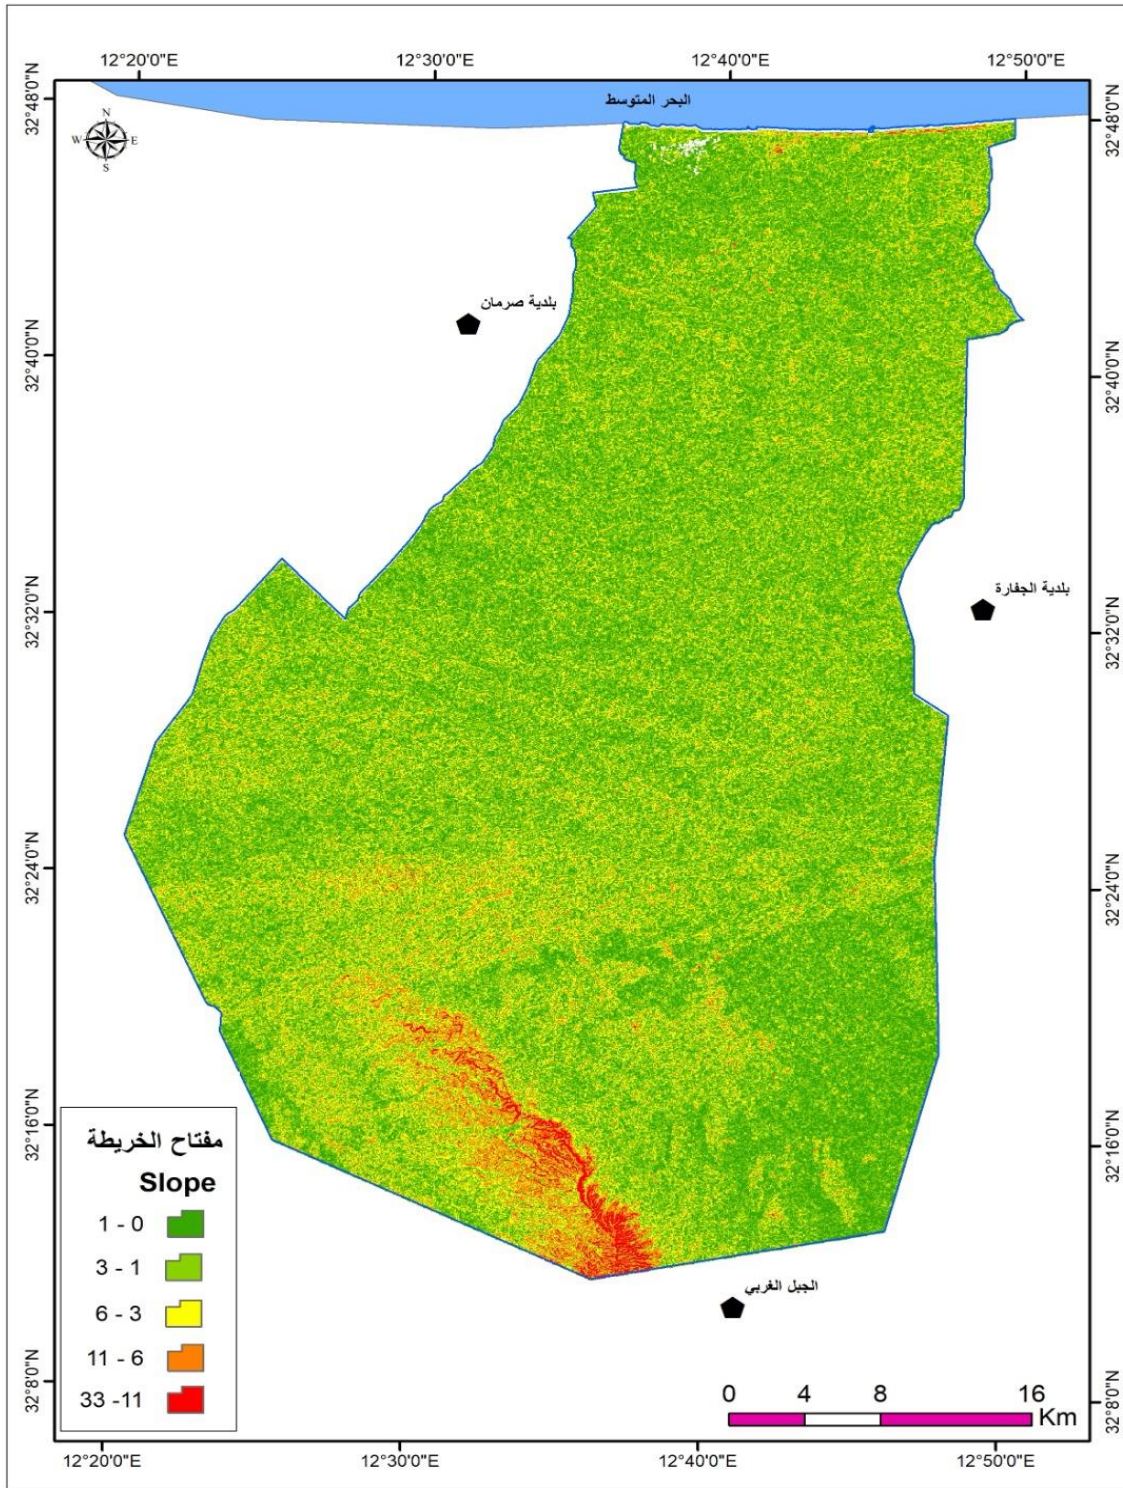 12°20'0"E 12°30'0"E 12°40'0"E 12°50'0"E
32°48'0"N
32°48'0"N
البحر المتوسط
N
W E
S
بلدية صرمان
32°40'0"N
32°40'0"N
بلدية الجفارة
32°32'0"N
32°32'0"N
32°24'0"N
32°24'0"N
32°16'0"N
32°16'0"N
مفتاح الخريطة
Slope
1 - 0
3 - 1
6 - 3
11 - 6
33 -11
الجبل الغربي
32°8'0"N
32°8'0"N
0 4 8 16
Km
12°20'0"E 12°30'0"E 12°40'0"E 12°50'0"E